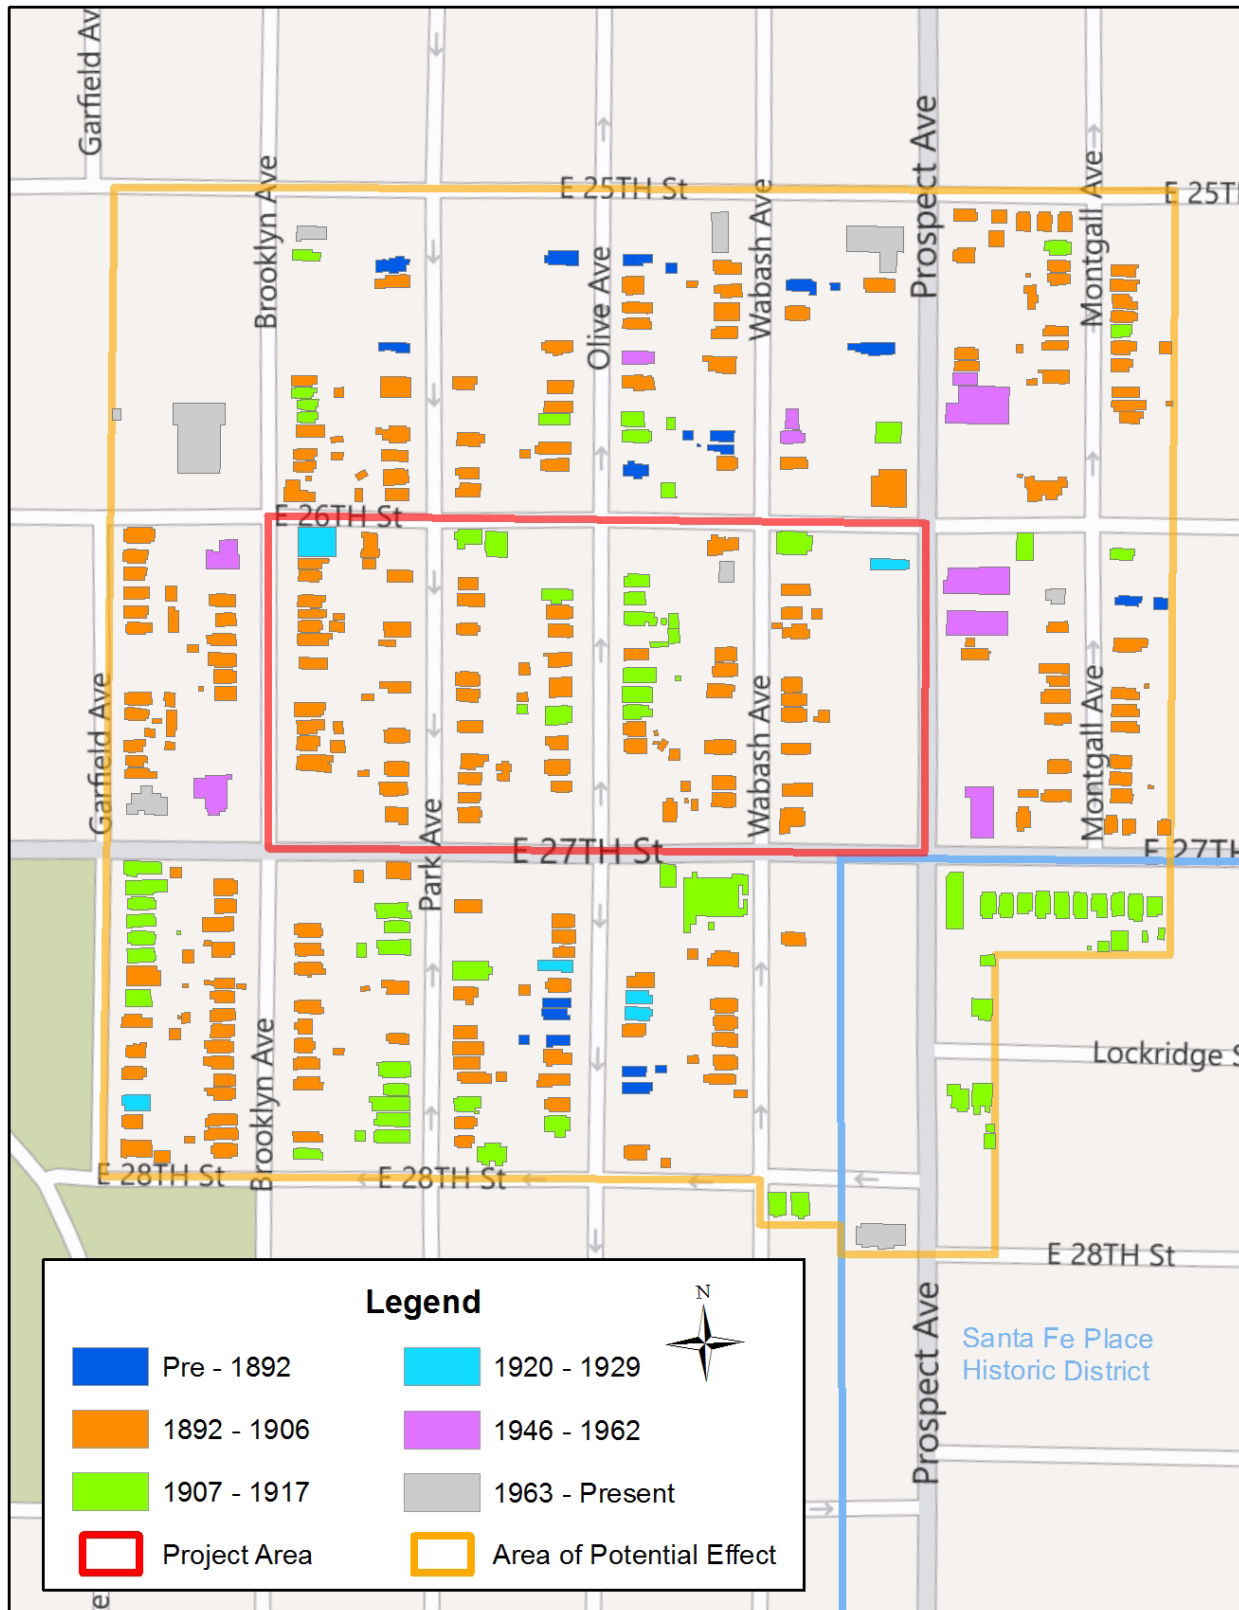 Garfield Av
E 25TH St
E 25T
Brooklyn Ave
Olive Ave
Wabash Ave
Prospect Ave
Montgall Ave
E 26TH St
Garfield Ave
Park Ave
Wabash Ave
Montgall Ave
E 27TH St
E 27TH
Brooklyn Ave
Lockridge S
E 28TH St
E 28TH St
E 28TH St
Prospect Ave
Santa Fe Place
Historic District
Legend
N
Pre - 1892
1920 - 1929
1892 - 1906
1946 - 1962
1907 - 1917
1963 - Present
Project Area
Area of Potential Effect
e